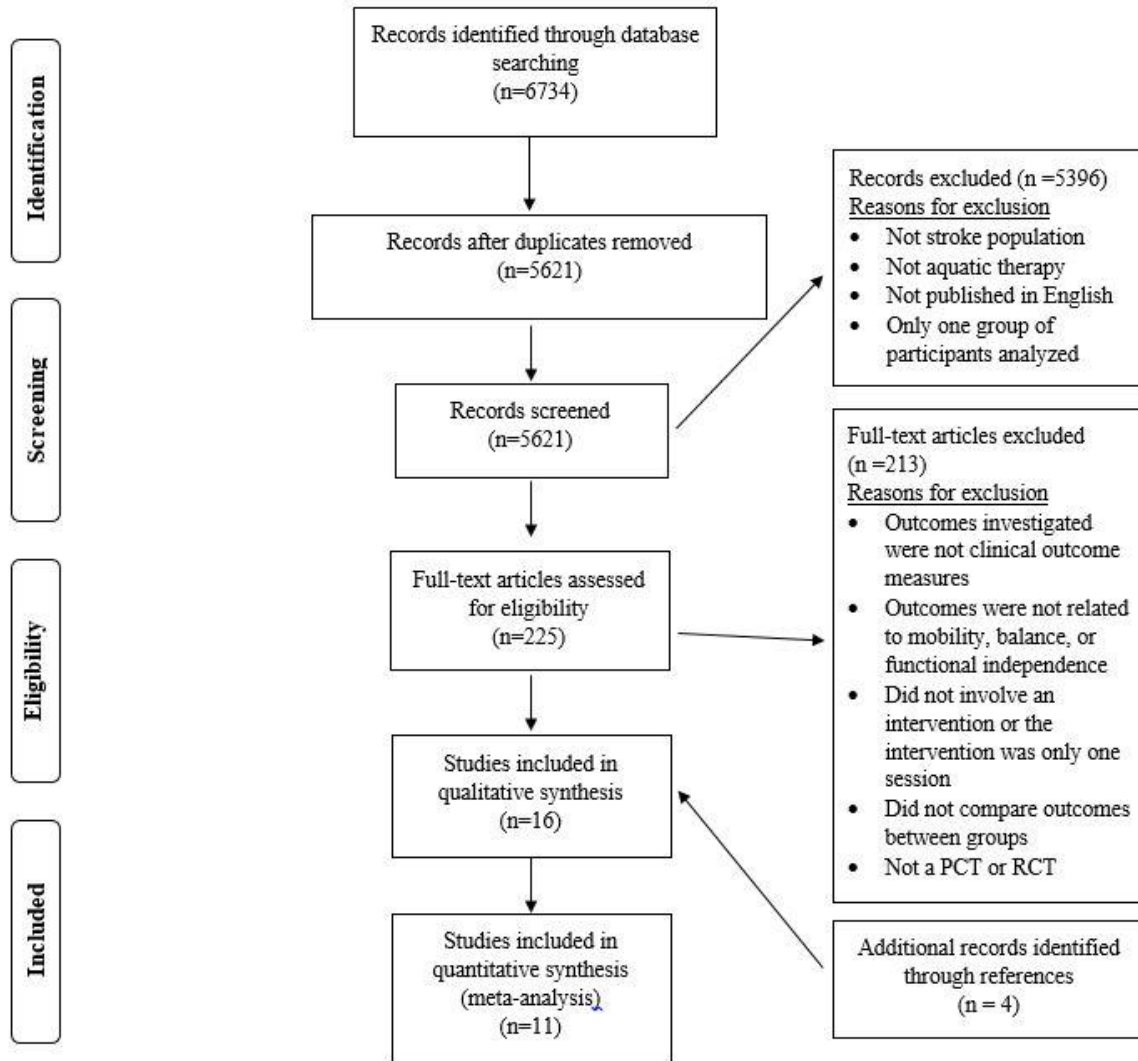 Identification
Screening
Eligibility
Included
Records identified through database
searching
(n=6734)
Records after duplicates removed
(n=5621)
Records screened
(n=5621)
Records excluded (n =5396)
Reasons for exclusion
• Not stroke population
• Not aquatic therapy
• Not published in English
• Only one group of
participants analyzed
Full-text articles assessed
for eligibility
(n=225)
Full-text articles excluded
(n =213)
Reasons for exclusion
• Outcomes investigated
were not clinical outcome
measures
• Outcomes were not related
to mobility, balance, or
functional independence
• Did not involve an
intervention or the
intervention was only one
session
• Did not compare outcomes
between groups
• Not a PCT or RCT
Studies included in
qualitative synthesis
(n=16)
Additional records identified
through references
(n = 4)
Studies included in
quantitative synthesis
(meta-analysis)
(n=11)